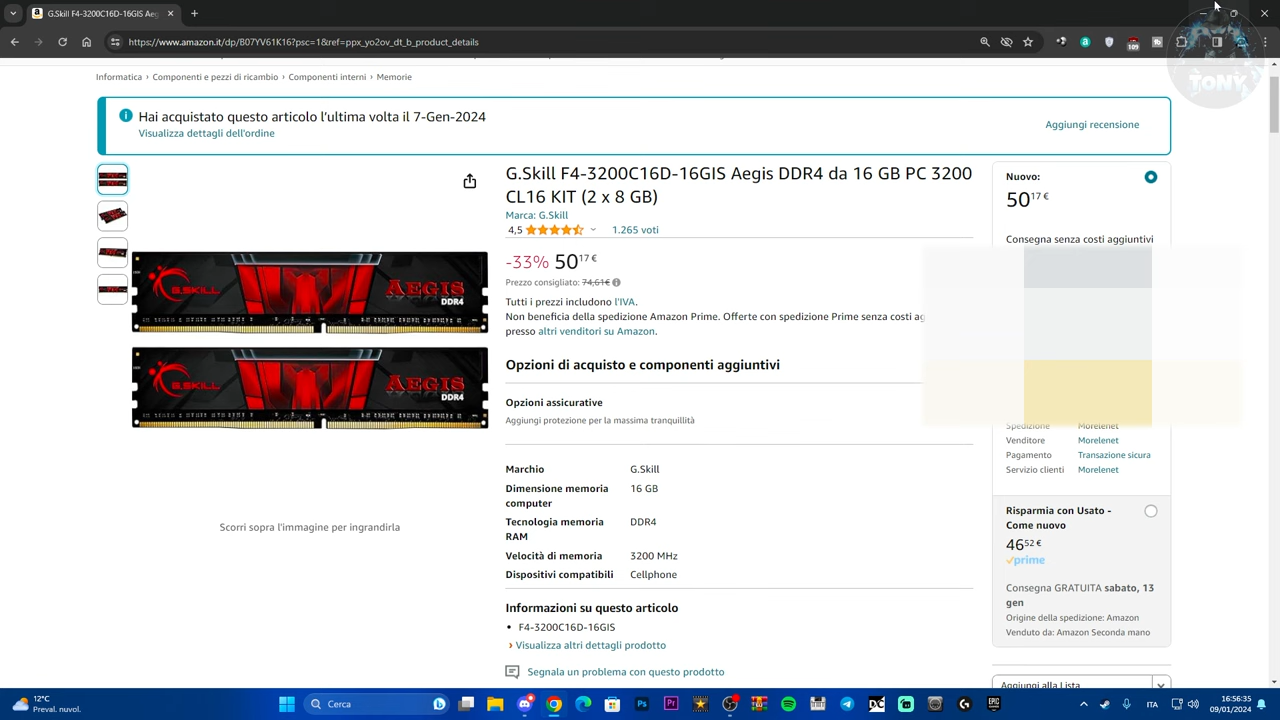 G.Skill F4-3200C16D-16GIS Aegis
https://www.amazon.it/dp/B07YV61K16?psc=1&ref=ppx_yo2ov_dt_b_product_details
109
TONY
Informatica › Componenti e pezzi di ricambio › Componenti interni › Memorie
Hai acquistato questo articolo l'ultima volta il 7-Gen-2024
Visualizza dettagli dell'ordine
Aggiungi recensione
G.SKILL
AEGIS
DDR4
G.SKILL
AEGIS
DDR4
Scorri sopra l'immagine per ingrandirla
G.Skill F4-3200C16D-16GIS Aegis DDR4 da 16 GB PC 3200
CL16 KIT (2 x 8 GB)
Marca: G.Skill
4,5 1.265 voti
-33% 5017 €
Prezzo consigliato: 74,61€
Tutti i prezzi includono l'IVA.
Non beneficia della spedizione Amazon Prime. Offerte con spedizione Prime senza costi
presso altri venditori su Amazon.
Opzioni di acquisto e componenti aggiuntivi
Opzioni assicurative
Aggiungi protezione per la massima tranquillità
Marchio G.Skill
Dimensione memoria 16 GB
computer
Tecnologia memoria DDR4
RAM
Velocità di memoria 3200 MHz
Dispositivi compatibili Cellphone
Informazioni su questo articolo
• F4-3200C16D-16GIS
› Visualizza altri dettagli prodotto
Segnala un problema con questo prodotto
Nuovo:
5017 €
Consegna senza costi aggiuntivi
Spedizione Morelenet
Venditore Morelenet
Pagamento Transazione sicura
Servizio clienti Morelenet
Risparmia con Usato -
Come nuovo
4652 €
prime
Consegna GRATUITA sabato, 13
gen
Origine della spedizione: Amazon
Venduto da: Amazon Seconda mano
Aggiungi alla Lista
12°C
Prev. nuvol.
Cerca
Ps
Pr
EPIC
ITA
16:56:35
09/01/2024